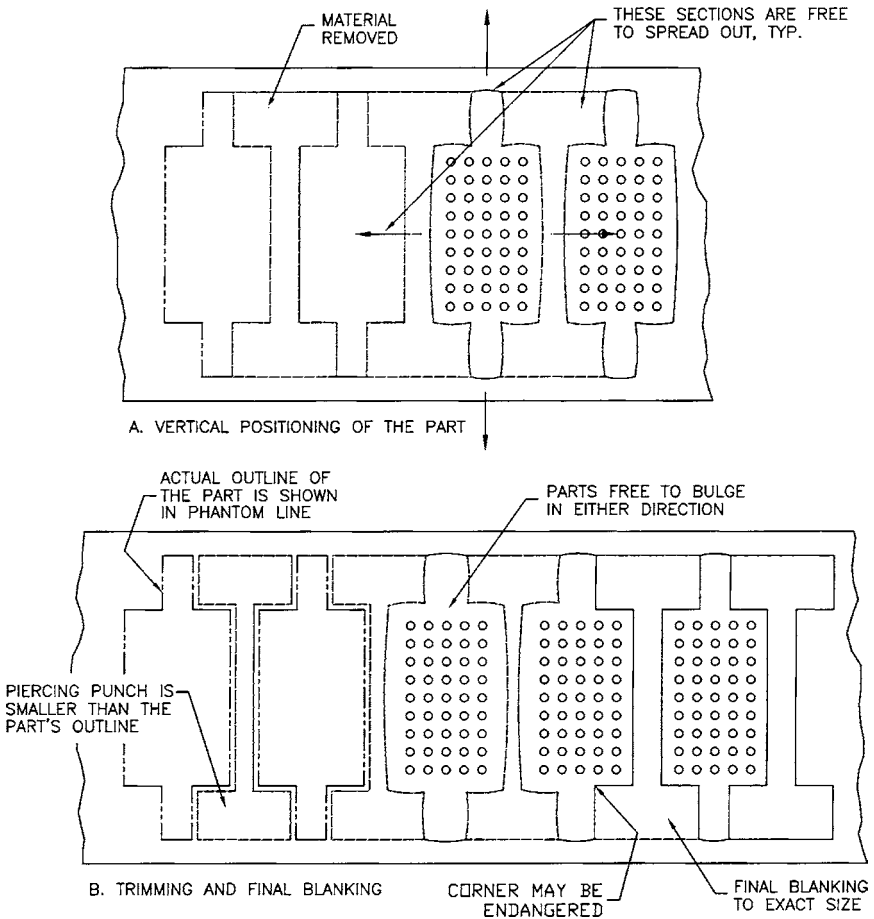 MATERIAL
REMOVED
THESE SECTIONS ARE FREE
TO SPREAD OUT, TYP.
A. VERTICAL POSITIONING OF THE PART
ACTUAL OUTLINE OF
THE PART IS SHOWN
IN PHANTOM LINE
PARTS FREE TO BULGE
IN EITHER DIRECTION
PIERCING PUNCH IS
SMALLER THAN THE
PART'S OUTLINE
B. TRIMMING AND FINAL BLANKING
CORNER MAY BE
ENDANGERED
FINAL BLANKING
TO EXACT SIZE